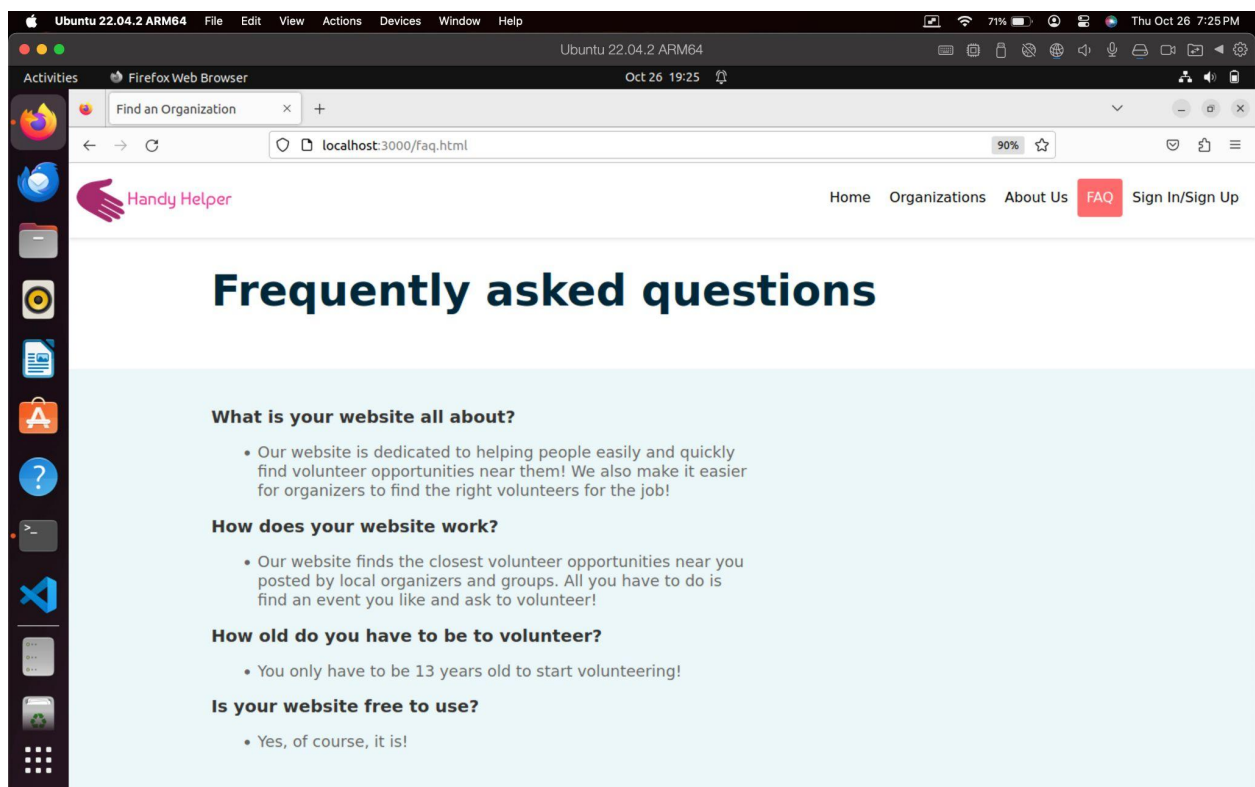 Ubuntu 22.04.2 ARM64 File Edit View Actions Devices Window Help 71% Thu Oct 26 7:25 PM
Ubuntu 22.04.2 ARM64
Activities Firefox Web Browser Oct 26 19:25
Find an Organization
localhost:3000/faq.html 90%
Handy Helper Home Organizations About Us FAQ Sign In/Sign Up
Frequently asked questions
What is your website all about?
• Our website is dedicated to helping people easily and quickly
find volunteer opportunities near them! We also make it easier
for organizers to find the right volunteers for the job!
How does your website work?
• Our website finds the closest volunteer opportunities near you
posted by local organizers and groups. All you have to do is
find an event you like and ask to volunteer!
How old do you have to be to volunteer?
• You only have to be 13 years old to start volunteering!
Is your website free to use?
• Yes, of course, it is!